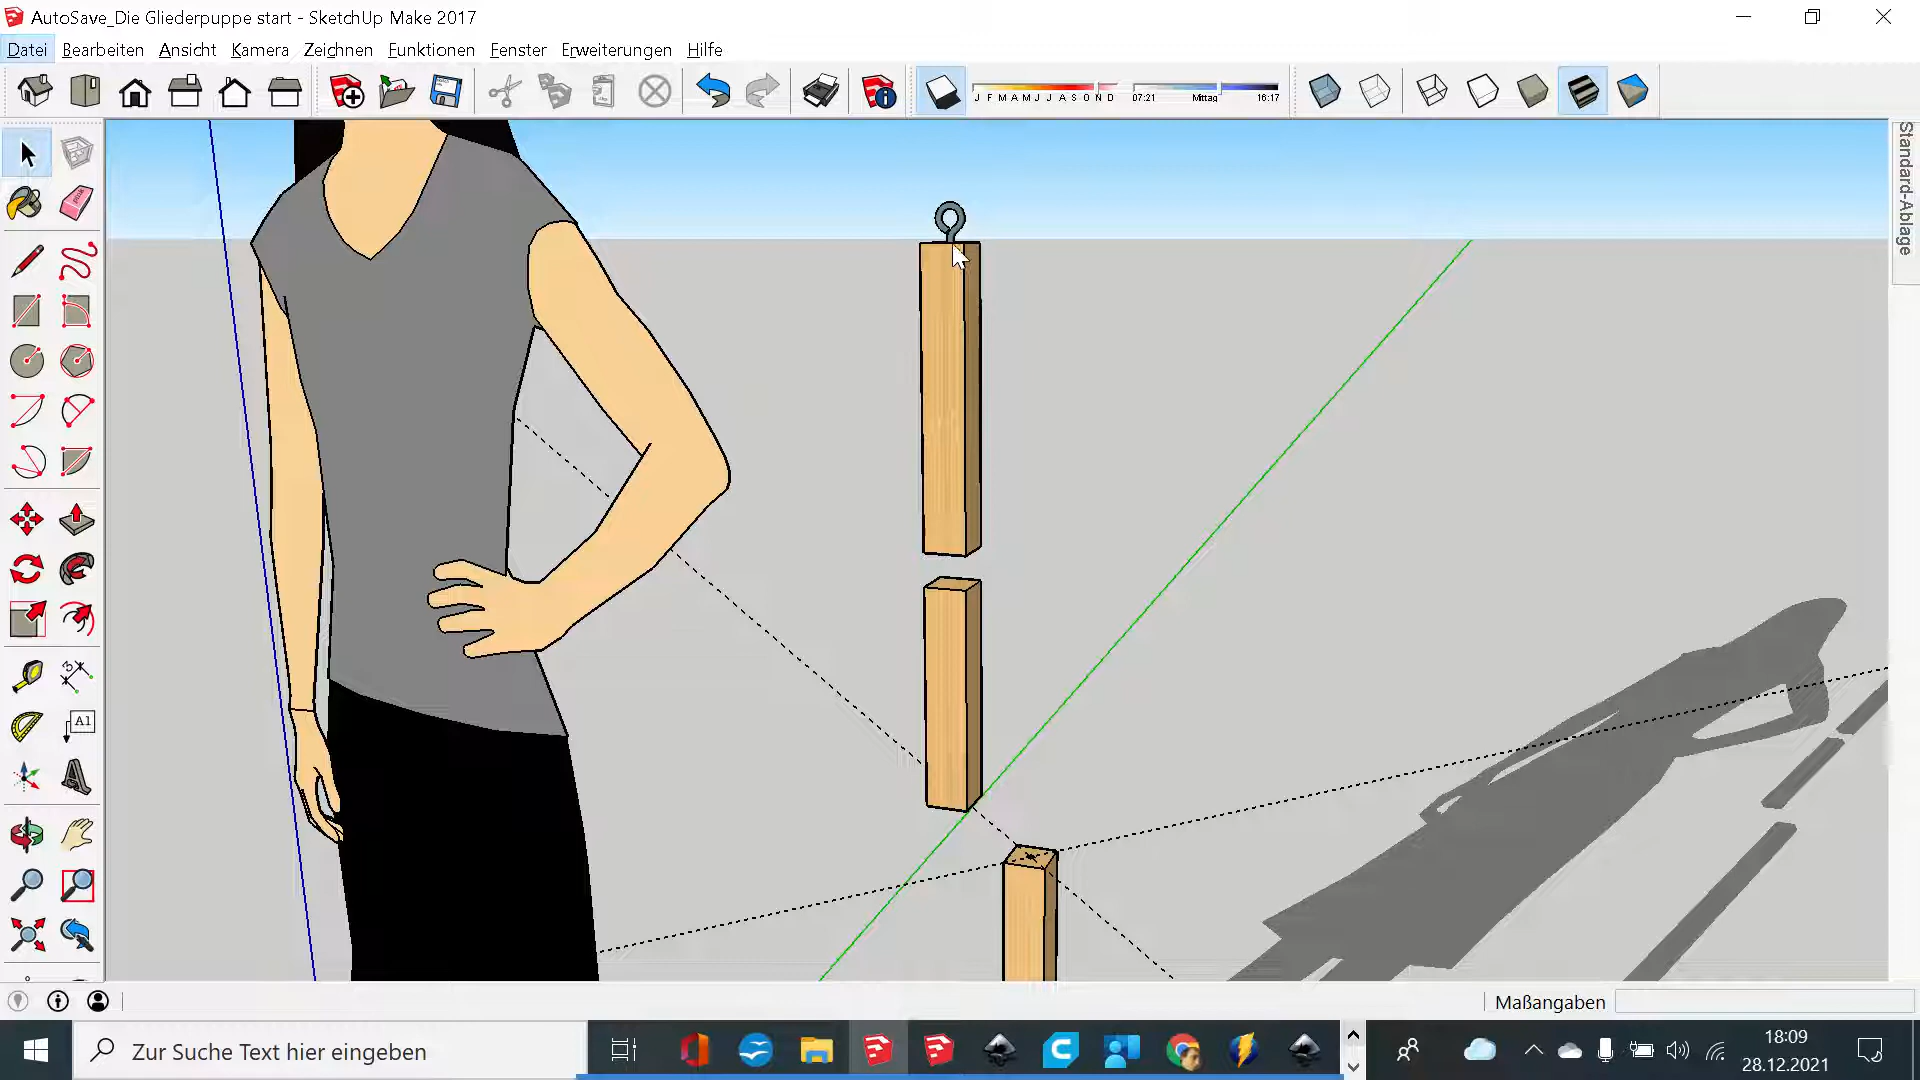 AutoSave_Die Gliederpuppe start - SketchUp Make 2017
Datei Bearbeiten Ansicht Kamera Zeichnen Funktionen Fenster Erweiterungen Hilfe
J F M A M J J A S O N D 07:21 Mittag 16:17
Standard-Ablage
A1
Maßangaben
Zur Suche Text hier eingeben
18:09
28.12.2021